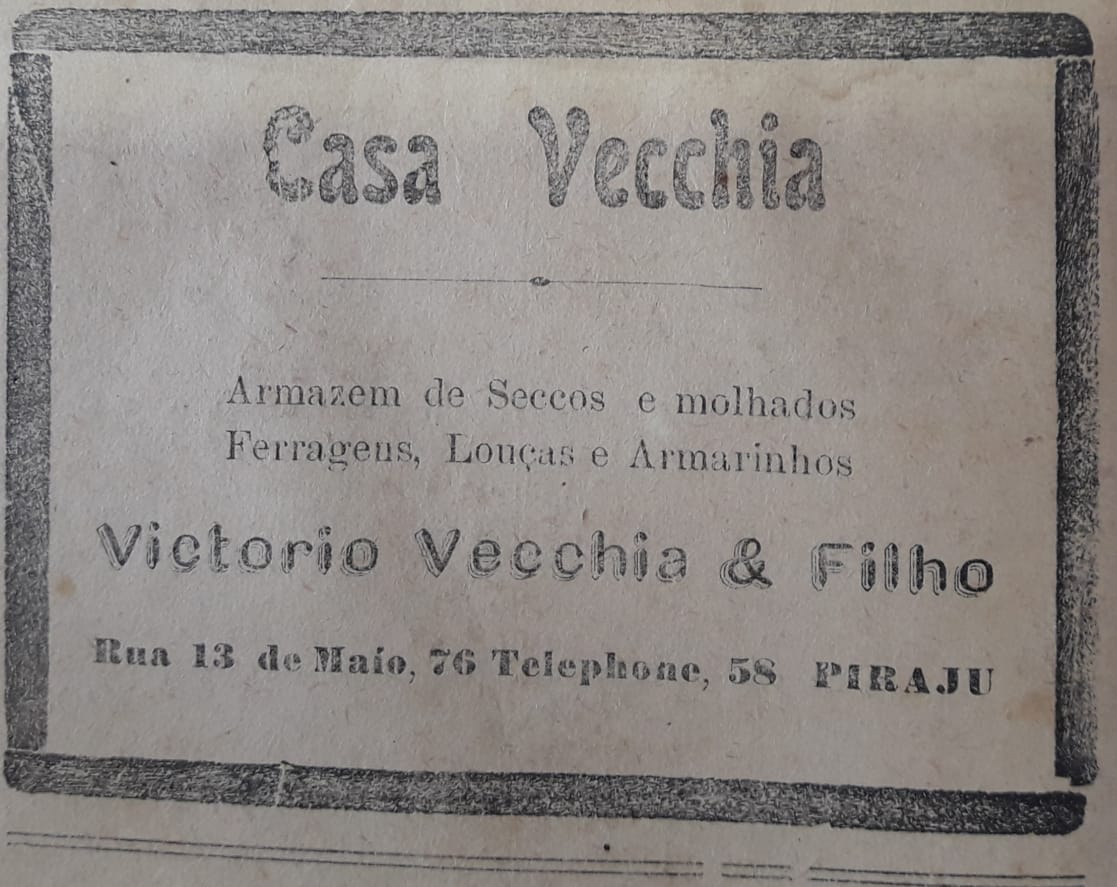 Casa Vecchia
Armazem de Seccos e molhados
Ferragens, Louças e Armarinhos
Victorio Vecchia & Filho
Rua 13 de Maio, 76 Telephone, 58 PIRAJU